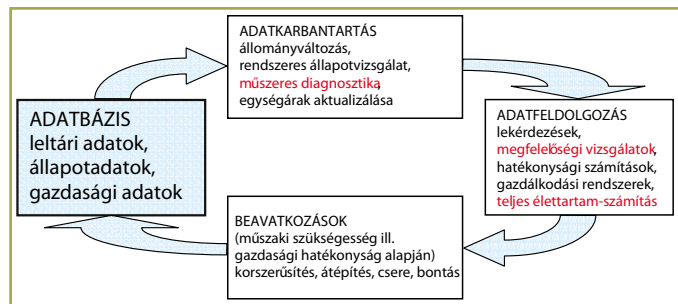 ADATKARBANTARTÁS
állományváltozás,
rendszeres állapotvizsgálat,
műszeres diagnosztika,
egységárak aktualizálása
ADATBÁZIS
leltári adatok,
állapotadatok,
gazdasági adatok
ADATFELDOLGOZÁS
lekérdezések,
megfelelőségi vizsgálatok,
hatékonysági számítások,
gazdálkodási rendszerek,
teljes élettartam-számítás
BEAVATKOZÁSOK
(műszaki szükségesség ill.
gazdasági hatékonyság alapján)
korszerűsítés, átépítés, csere, bontás